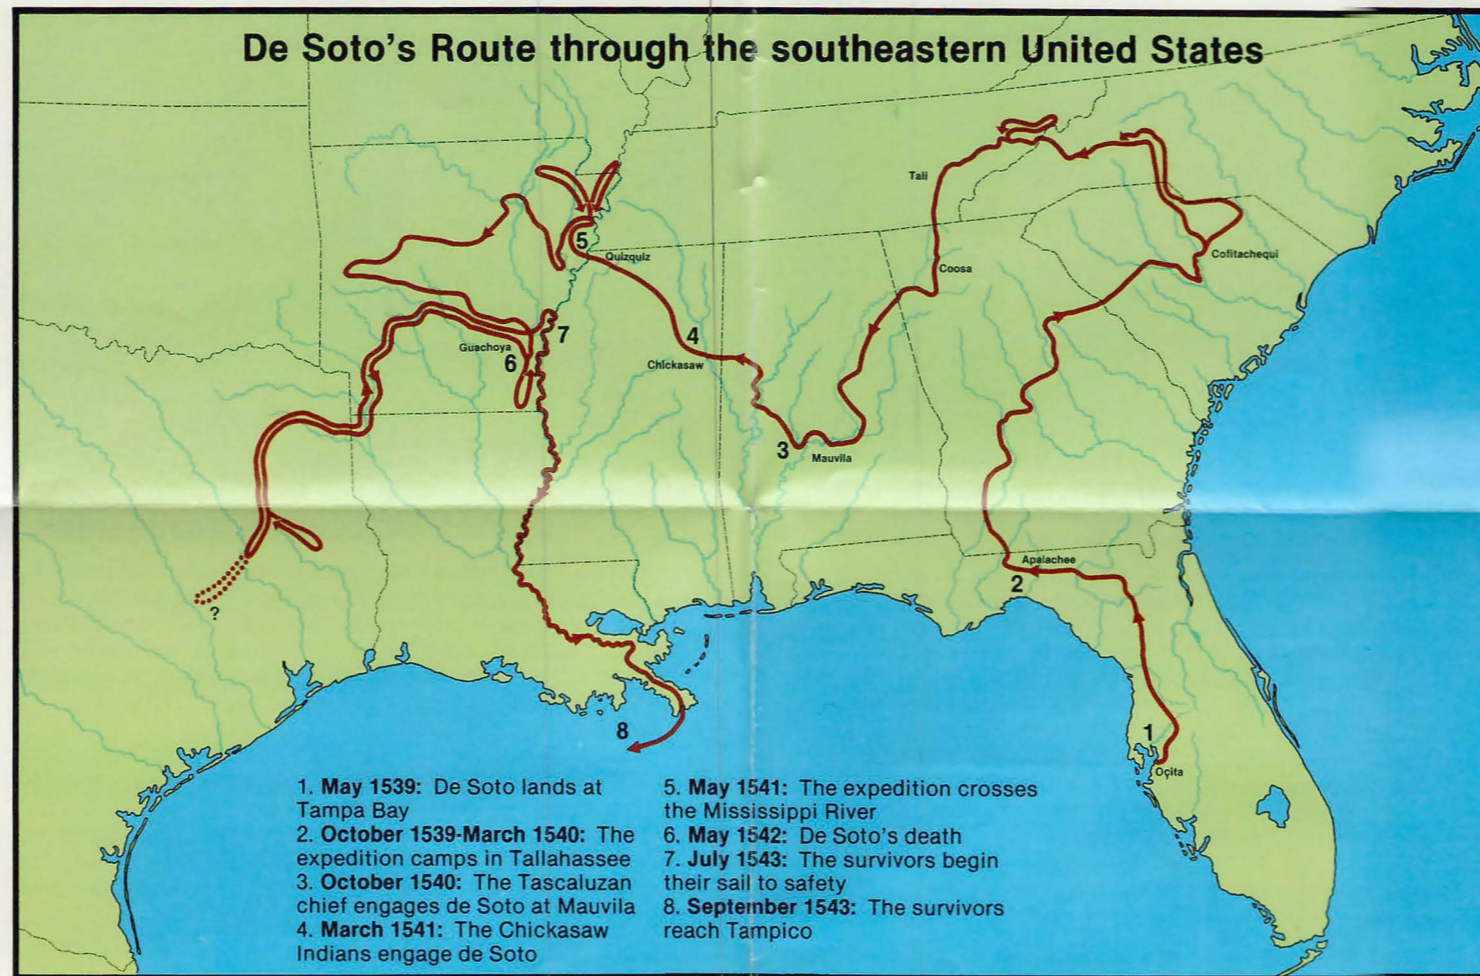 De Soto's Route through the southeastern United States
Tali
Cofitachequi
5
Quizquiz
Coosa
7
4
Guachoya
6
Chickasaw
3
Mauvila
Apalachee
2
?
8
1
Oçita
1. May 1539: De Soto lands at
Tampa Bay
2. October 1539-March 1540: The
expedition camps in Tallahassee
3. October 1540: The Tascaluzan
chief engages de Soto at Mauvila
4. March 1541: The Chickasaw
Indians engage de Soto
5. May 1541: The expedition crosses
the Mississippi River
6. May 1542: De Soto's death
7. July 1543: The survivors begin
their sail to safety
8. September 1543: The survivors
reach Tampico